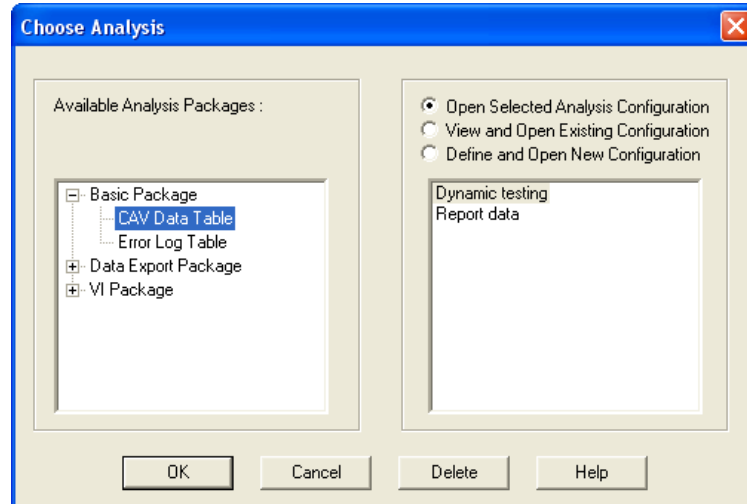 Choose Analysis
Available Analysis Packages :
Basic Package
CAV Data Table
Error Log Table
Data Export Package
VI Package
Open Selected Analysis Configuration
View and Open Existing Configuration
Define and Open New Configuration
Dynamic testing
Report data
OK
Cancel
Delete
Help